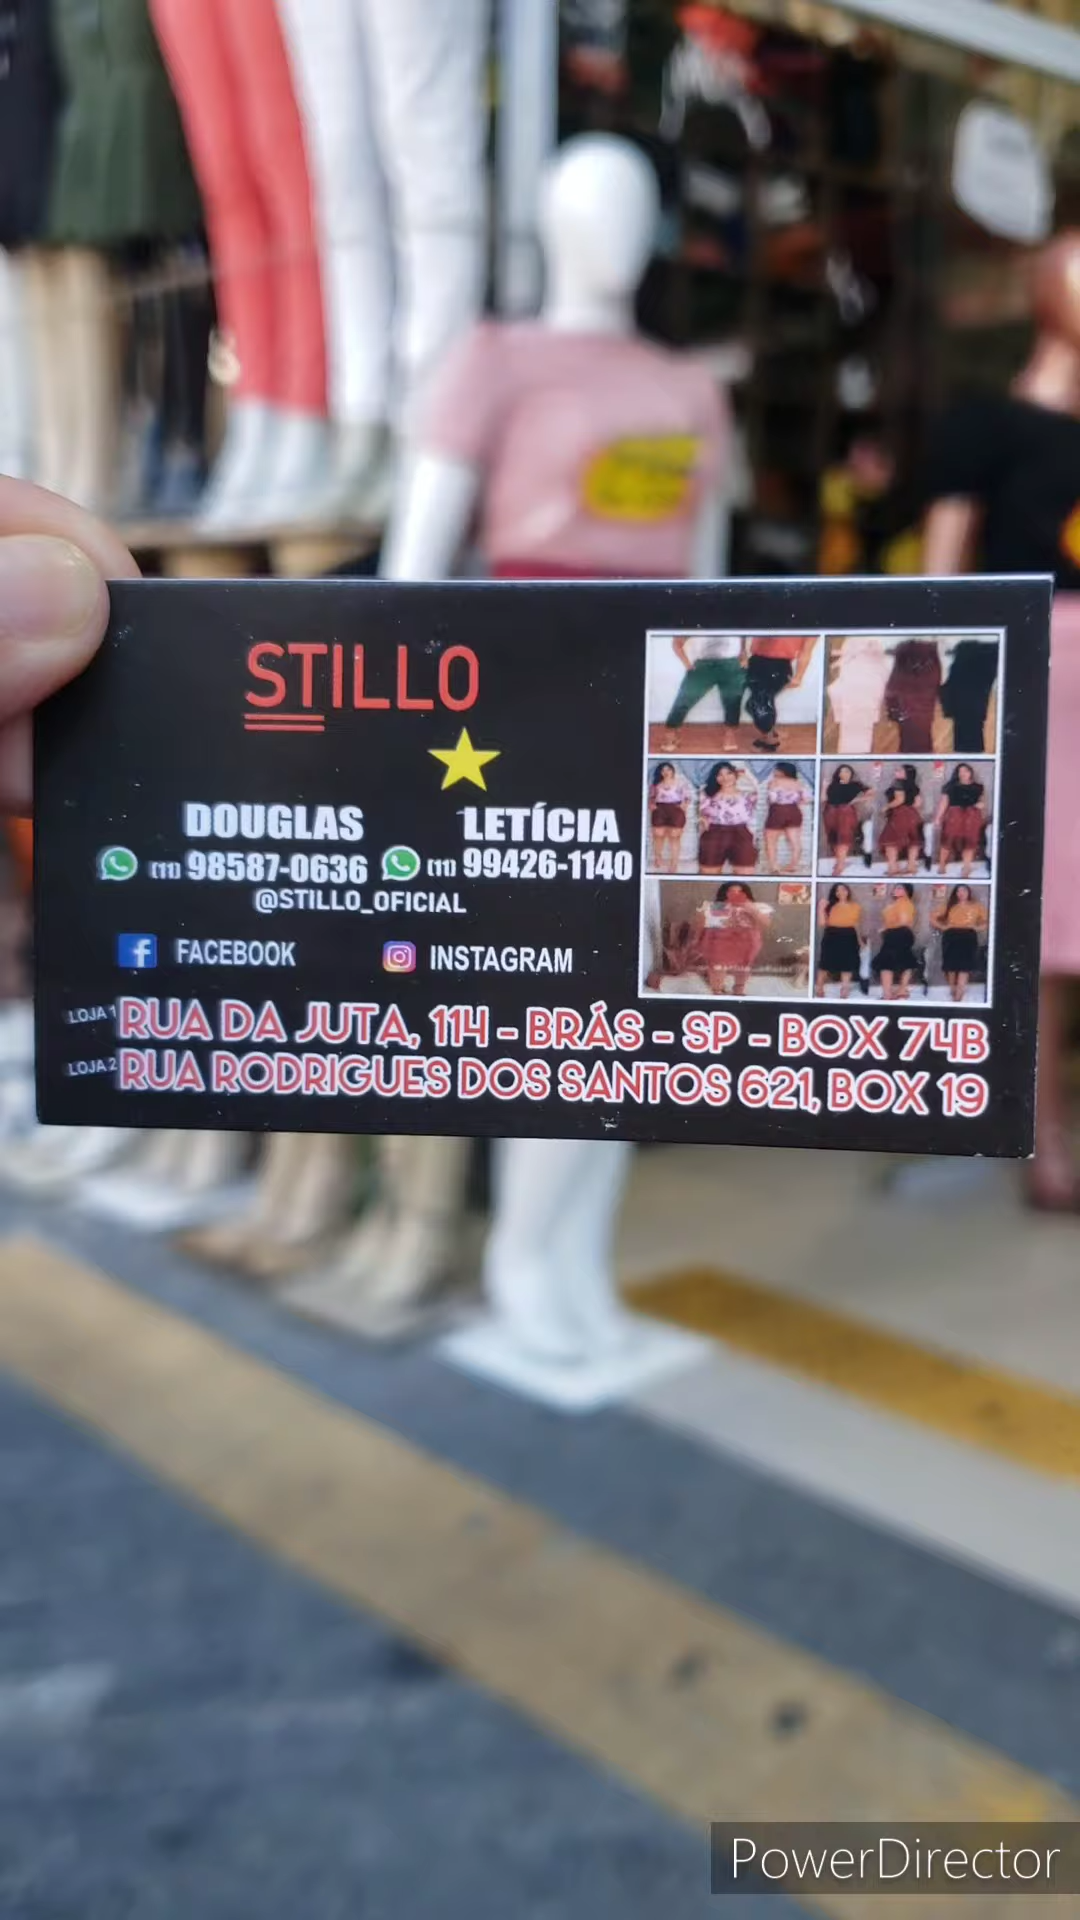 STILLO
DOUGLAS LETÍCIA
(11) 98587-0636 (11) 99426-1140
@STILLO_OFICIAL
FACEBOOK INSTAGRAM
LOJA 1 RUA DA JUTA, 114 - BRÁS - SP - BOX 74B
LOJA 2 RUA RODRIGUES DOS SANTOS 621, BOX 19
PowerDirector